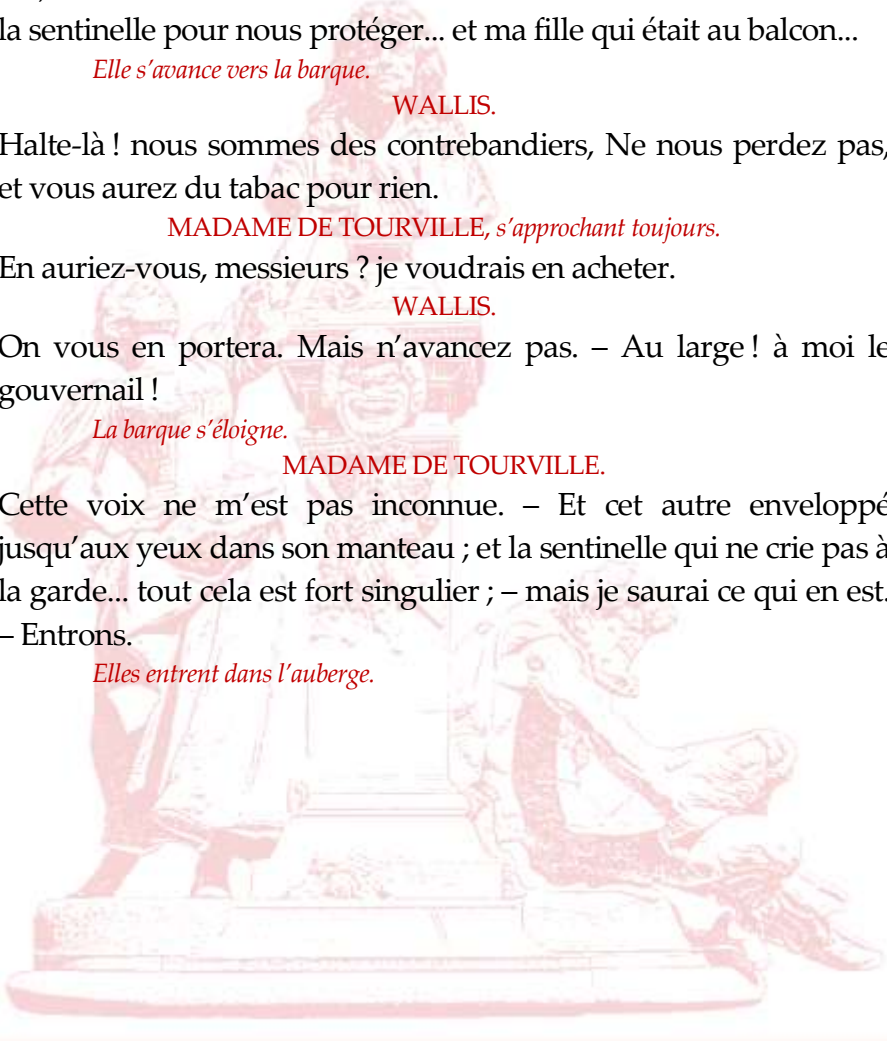 la sentinelle pour nous protéger... et ma fille qui était au balcon...
Elle s’avance vers la barque.
WALLIS.
Halte-là ! nous sommes des contrebandiers, Ne nous perdez pas,
et vous aurez du tabac pour rien.
MADAME DE TOURVILLE, s’approchant toujours.
En auriez-vous, messieurs ? je voudrais en acheter.
WALLIS.
On vous en portera. Mais n’avancez pas. – Au large ! à moi le
gouvernail !
La barque s’éloigne.
MADAME DE TOURVILLE.
Cette voix ne m’est pas inconnue. – Et cet autre enveloppé
jusqu’aux yeux dans son manteau ; et la sentinelle qui ne crie pas à
la garde... tout cela est fort singulier ; – mais je saurai ce qui en est.
– Entrons.
Elles entrent dans l’auberge.